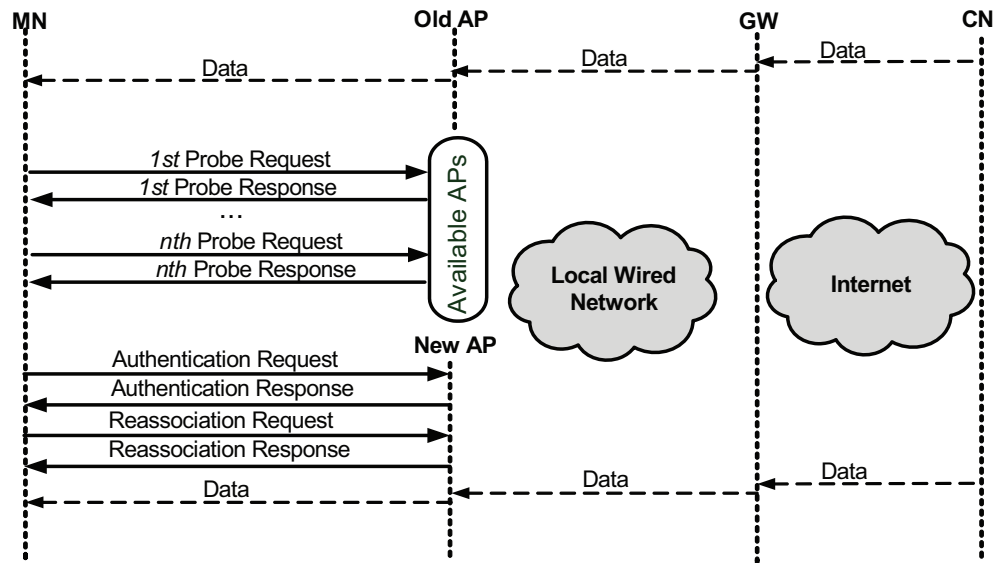 MN
Old AP
GW
CN
Data
Data
Data
1st Probe Request
1st Probe Response
...
nth Probe Request
nth Probe Response
Available APs
Local Wired
Network
Internet
New AP
Authentication Request
Authentication Response
Reassociation Request
Reassociation Response
Data
Data
Data